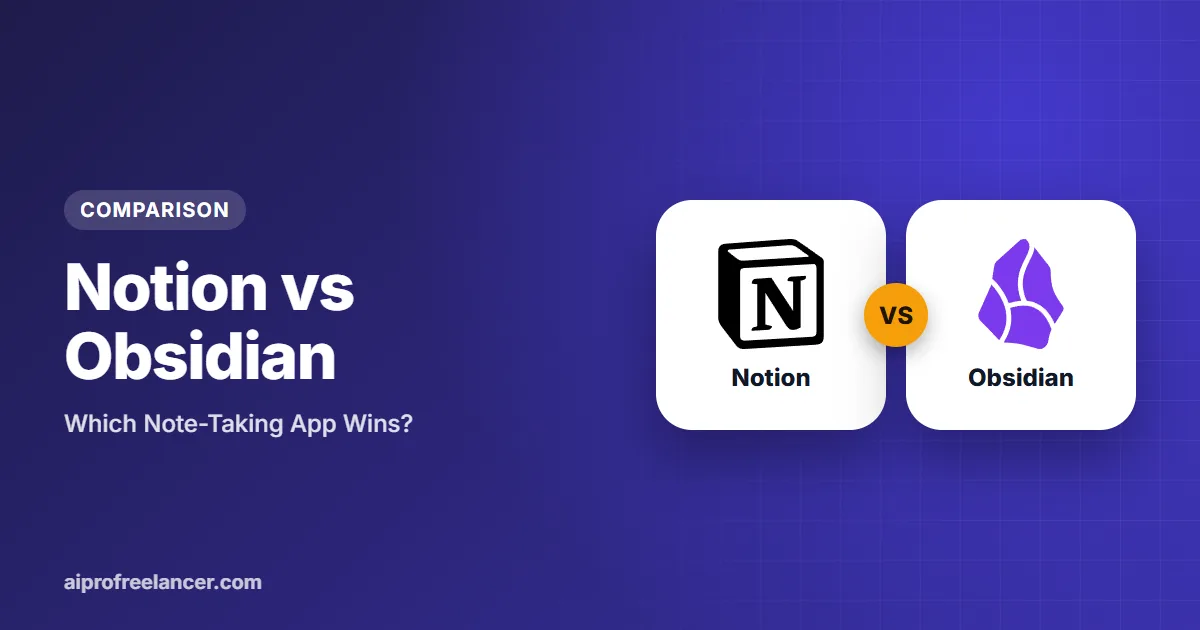 COMPARISON
Notion vs
Obsidian
Which Note-Taking App Wins?
N
Notion
VS
Obsidian
aiprofreelancer.com